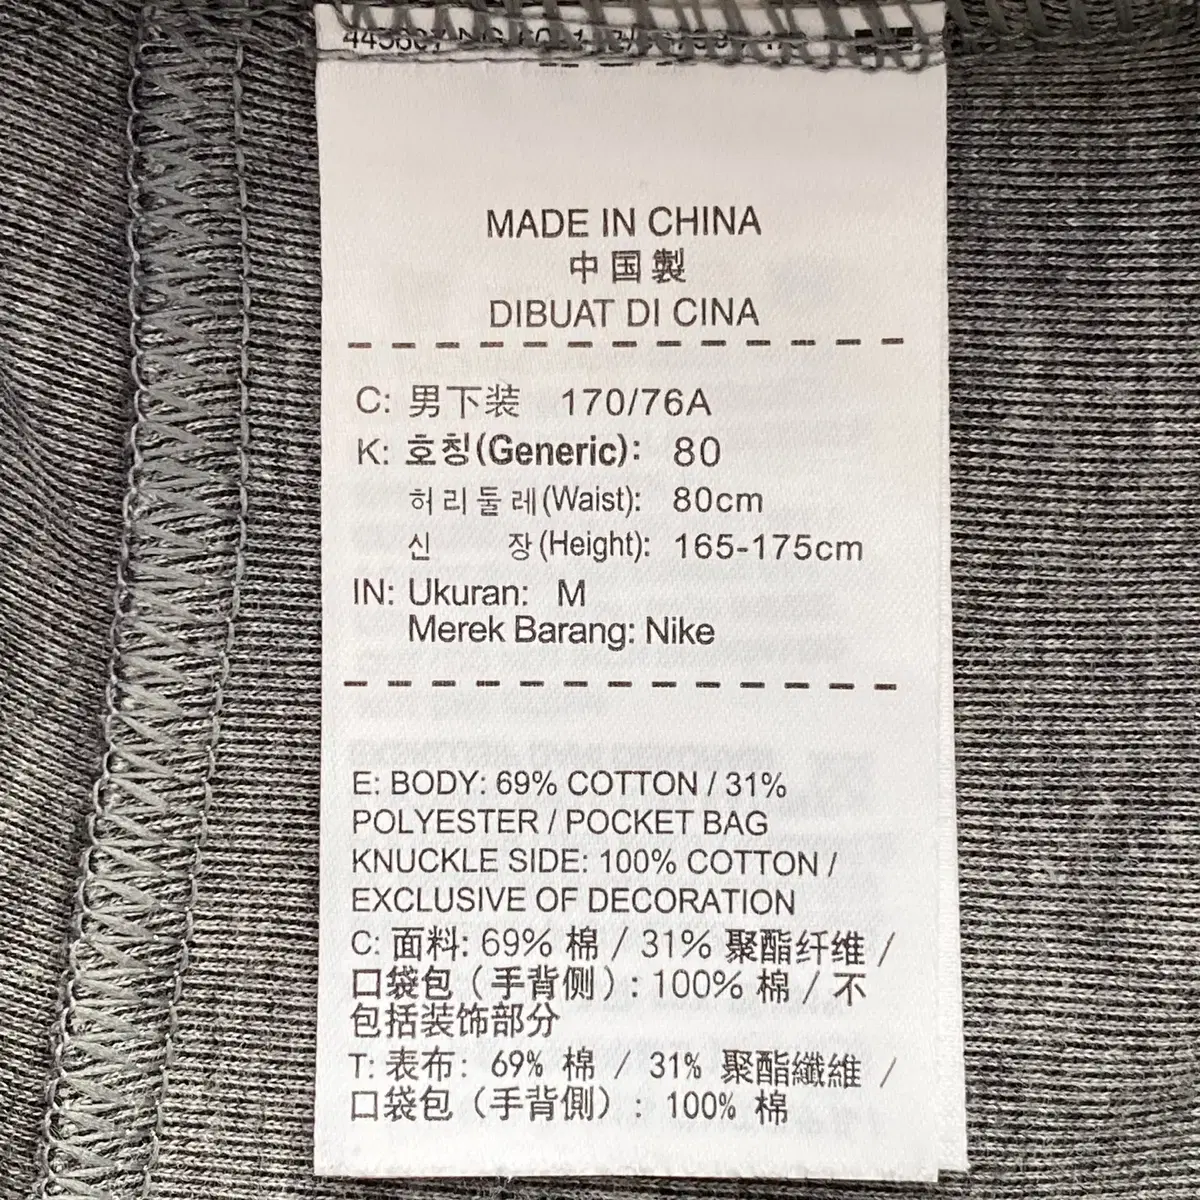 MADE IN CHINA
中国製
DIBUAT DI CINA
C: 男下装 170/76A
K: 호칭(Generic): 80
허리둘레(Waist): 80cm
신 장(Height): 165-175cm
IN: Ukuran: M
Merek Barang: Nike
E: BODY: 69% COTTON / 31%
POLYESTER / POCKET BAG
KNUCKLE SIDE: 100% COTTON /
EXCLUSIVE OF DECORATION
C: 面料: 69% 棉 / 31% 聚酯纤维 /
口袋包（手背侧）: 100% 棉 / 不
包括装饰部分
T: 表布: 69% 棉 / 31% 聚酯纖維 /
口袋包（手背側）: 100% 棉